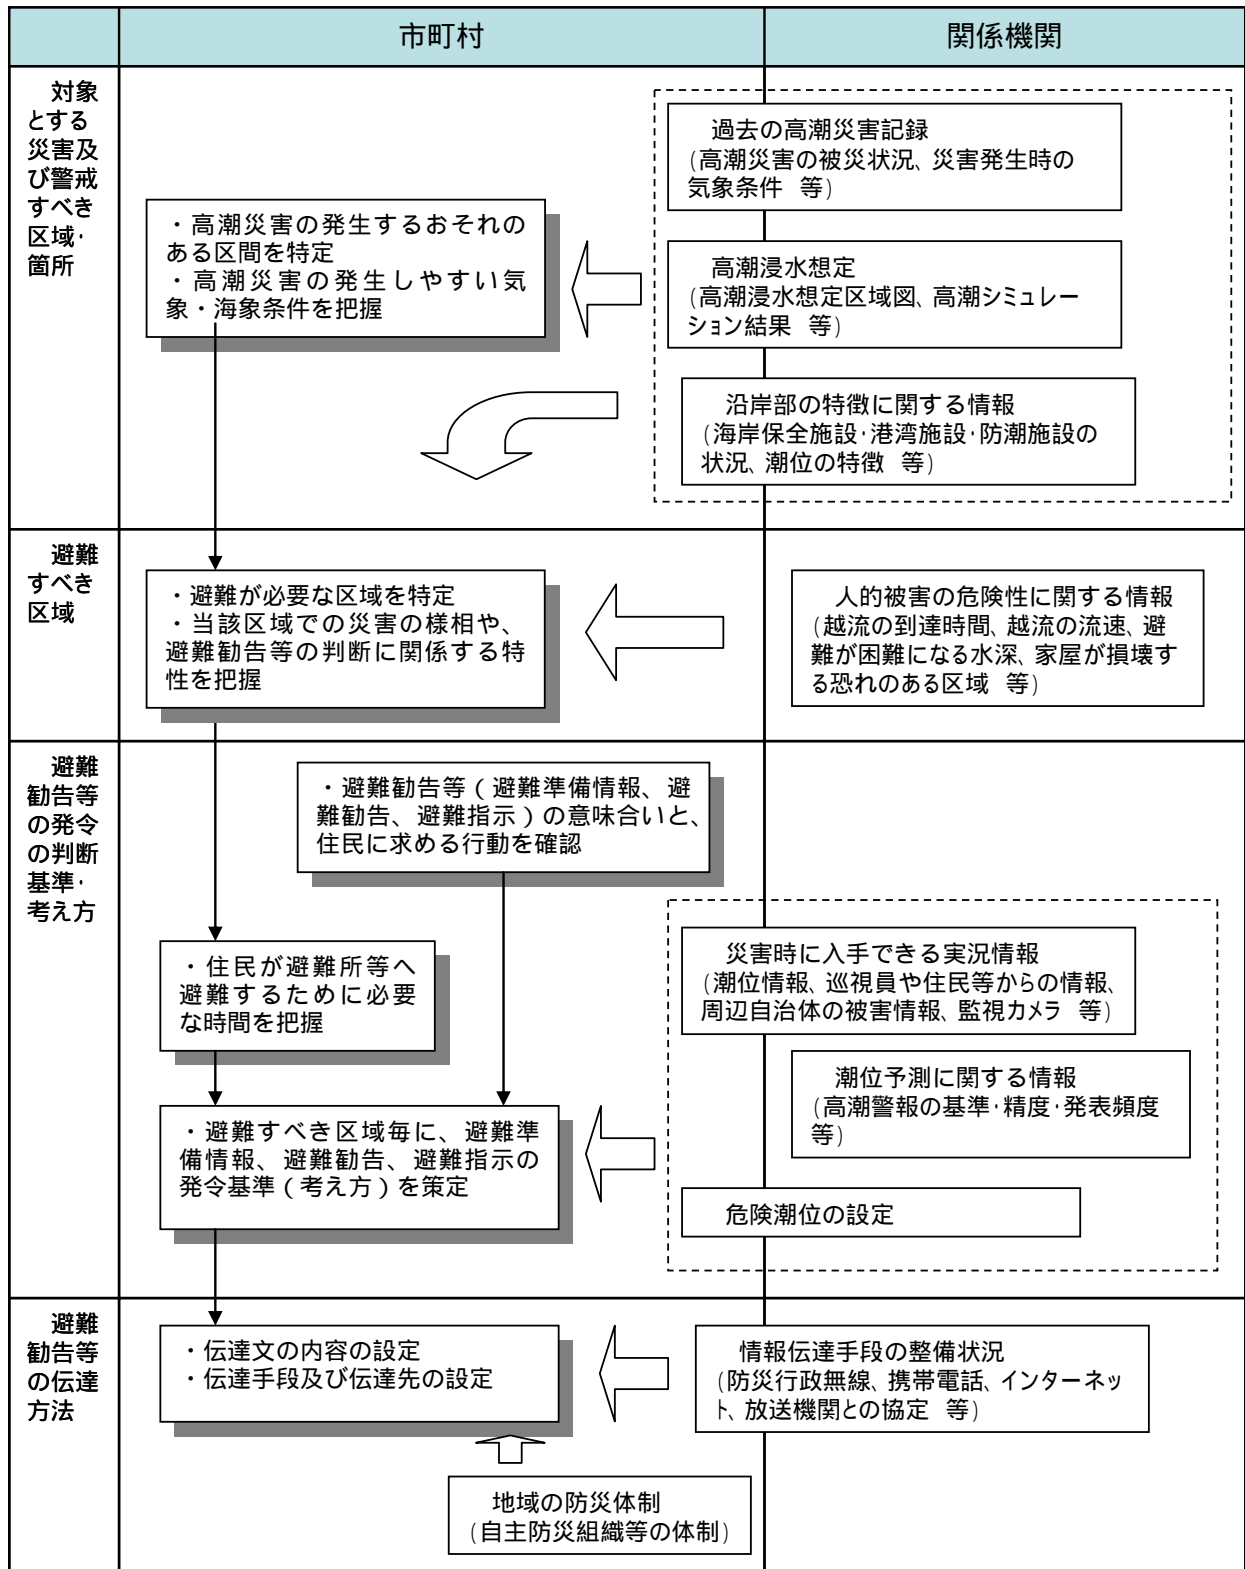 市町村
関係機関
対象
とする
災害及
び警戒
すべき
区域・
箇所
過去の高潮災害記録
(高潮災害の被災状況、災害発生時の
気象条件 等)
・高潮災害の発生するおそれの
ある区間を特定
・高潮災害の発生しやすい気
象・海象条件を把握
高潮浸水想定
(高潮浸水想定区域図、高潮シミュレー
ション結果 等)
沿岸部の特徴に関する情報
(海岸保全施設・港湾施設・防潮施設の
状況、潮位の特徴 等)
避難
すべき
区域
・避難が必要な区域を特定
・当該区域での災害の様相や、
避難勧告等の判断に関係する特
性を把握
人的被害の危険性に関する情報
(越流の到達時間、越流の流速、避
難が困難になる水深、家屋が損壊す
る恐れのある区域 等)
避難
勧告等
の発令
の判断
基準・
考え方
・避難勧告等(避難準備情報、避
難勧告、避難指示)の意味合いと、
住民に求める行動を確認
・住民が避難所等へ
避難するために必要
な時間を把握
災害時に入手できる実況情報
(潮位情報、巡視員や住民等からの情報、
周辺自治体の被害情報、監視カメラ 等)
潮位予測に関する情報
(高潮警報の基準・精度・発表頻度
等)
・避難すべき区域毎に、避難準
備情報、避難勧告、避難指示の
発令基準(考え方)を策定
危険潮位の設定
避難
勧告等
の伝達
方法
・伝達文の内容の設定
・伝達手段及び伝達先の設定
情報伝達手段の整備状況
(防災行政無線、携帯電話、インターネッ
ト、放送機関との協定 等)
地域の防災体制
(自主防災組織等の体制)